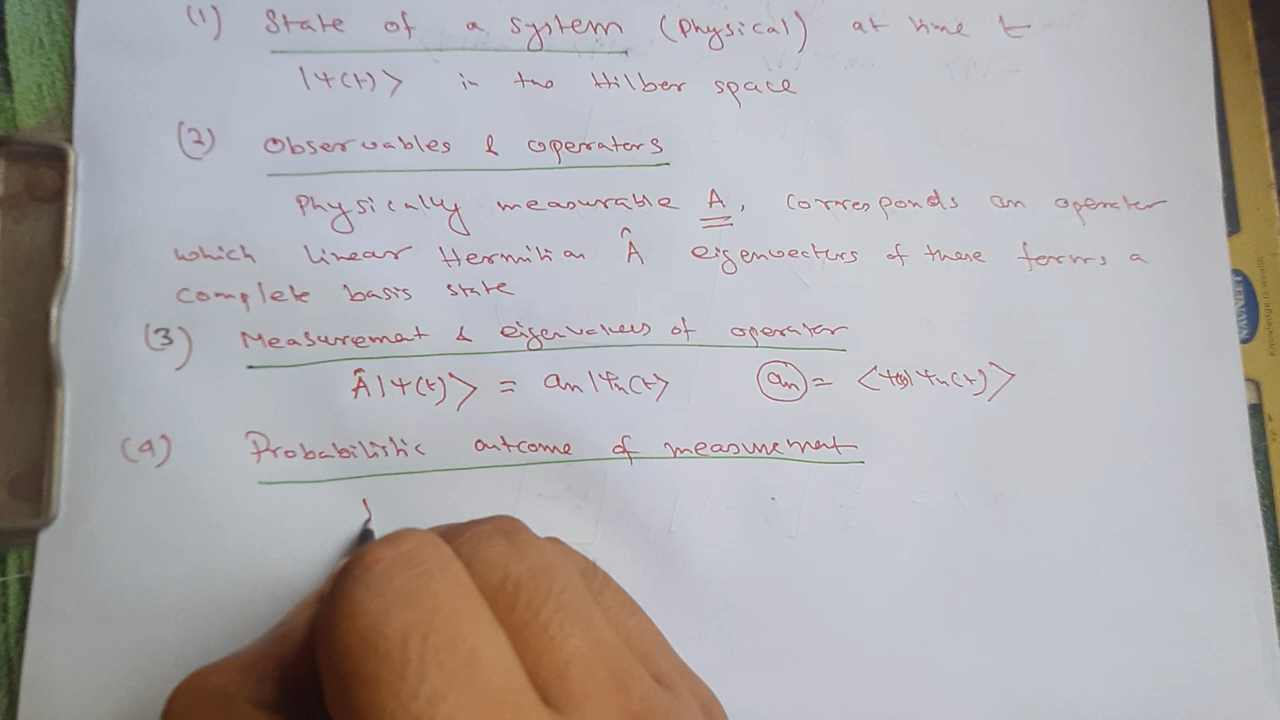 (1) State of a system (Physical) at time t
|ψ(t)⟩ in the Hilber space
(2) Observables & operators
Physically measurable A, corresponds an operator
which linear Hermitian Â eigenvectors of these forms a
complete basis state
(3) Measuremat & eigenvalues of operator
Â|ψ(t)⟩ = an|ψn(t)⟩ an = ⟨ψ(t)|ψn(t)⟩
(4) Probabilistic outcome of measuremat